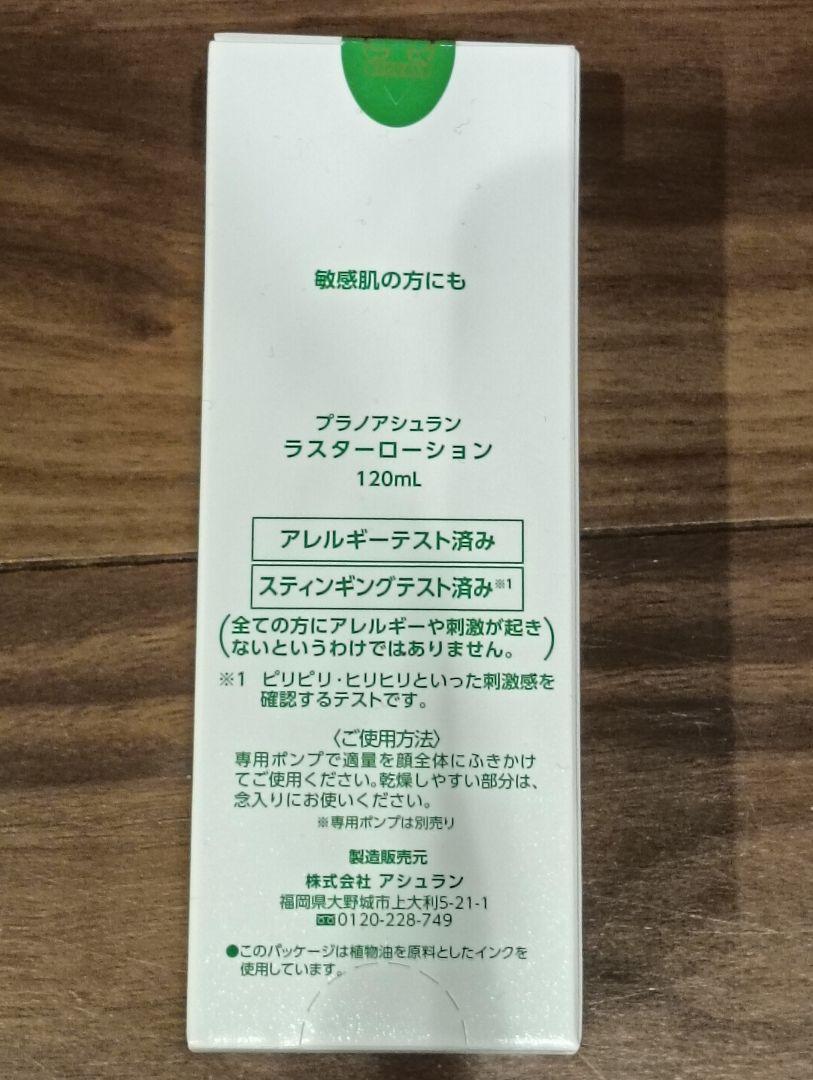 敏感肌の方にも
プラノアシュラン
ラスターローション
120mL
アレルギーテスト済み
スティンギングテスト済み※1
(全ての方にアレルギーや刺激が起き
ないというわけではありません。)
※1 ピリピリ・ヒリヒリといった刺激感を
確認するテストです。
〈ご使用方法〉
専用ポンプで適量を顔全体にふきかけ
てご使用ください。乾燥しやすい部分は、
念入りにお使いください。
※専用ポンプは別売り
製造販売元
株式会社 アシュラン
福岡県大野城市上大利5-21-1
0120-228-749
●このパッケージは植物油を原料としたインクを
使用しています。